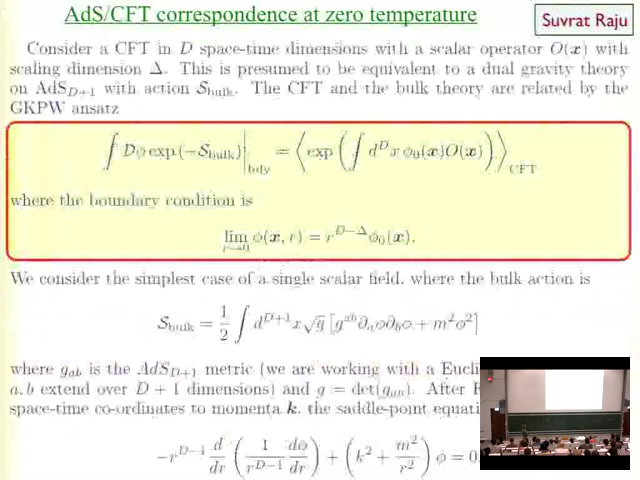 AdS/CFT correspondence at zero temperature
Suvrat Raju
Consider a CFT in D space-time dimensions with a scalar operator O(x) with
scaling dimension Δ. This is presumed to be equivalent to a dual gravity theory
on AdS_{D+1} with action S_bulk. The CFT and the bulk theory are related by the
GKPW ansatz
∫ Dφ exp (−S_bulk)|_bdy = ⟨exp (∫ d^D x φ_0(x)O(x))⟩_CFT
where the boundary condition is
lim_{r→0} φ(x, r) = r^{D−Δ} φ_0(x).
We consider the simplest case of a single scalar field, where the bulk action is
S_bulk = 1/2 ∫ d^{D+1}x √g [g^{ab} ∂_a φ ∂_b φ + m^2 φ^2]
where g_{ab} is the AdS_{D+1} metric (we are working with a Eucli
a, b extend over D + 1 dimensions) and g = det(g_{ab}). After
space-time co-ordinates to momenta k, the saddle-point equati
−r^{D−1} d/dr (1/r^{D−1} dφ/dr) + (k^2 + m^2/r^2) φ = 0